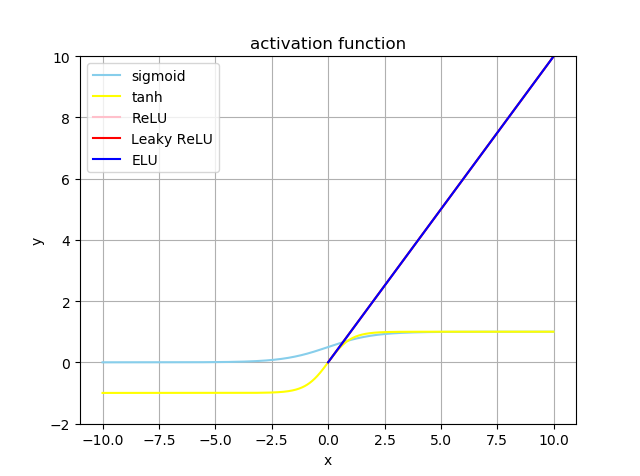 activation function
sigmoid
tanh
ReLU
Leaky ReLU
ELU
y
10
8
6
4
2
0
−2
−10.0 −7.5 −5.0 −2.5 0.0 2.5 5.0 7.5 10.0
x